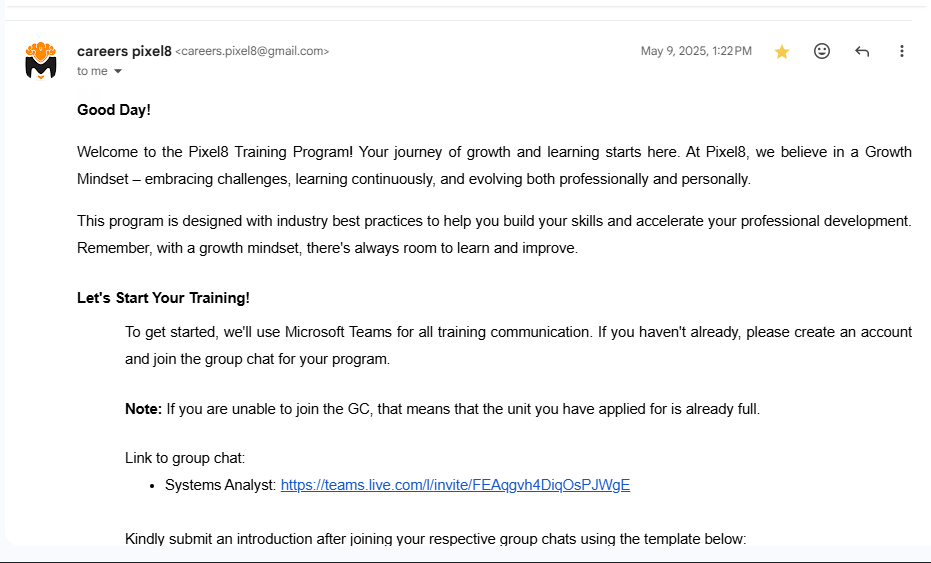 careers pixel8 <careers.pixel8@gmail.com>
May 9, 2025, 1:22 PM
to me
Good Day!
Welcome to the Pixel8 Training Program! Your journey of growth and learning starts here. At Pixel8, we believe in a Growth
Mindset – embracing challenges, learning continuously, and evolving both professionally and personally.
This program is designed with industry best practices to help you build your skills and accelerate your professional development.
Remember, with a growth mindset, there's always room to learn and improve.
Let's Start Your Training!
To get started, we'll use Microsoft Teams for all training communication. If you haven't already, please create an account
and join the group chat for your program.
Note: If you are unable to join the GC, that means that the unit you have applied for is already full.
Link to group chat:
• Systems Analyst: https://teams.live.com/l/invite/FEAqgvh4DiqOsPJWgE
Kindly submit an introduction after joining your respective group chats using the template below: